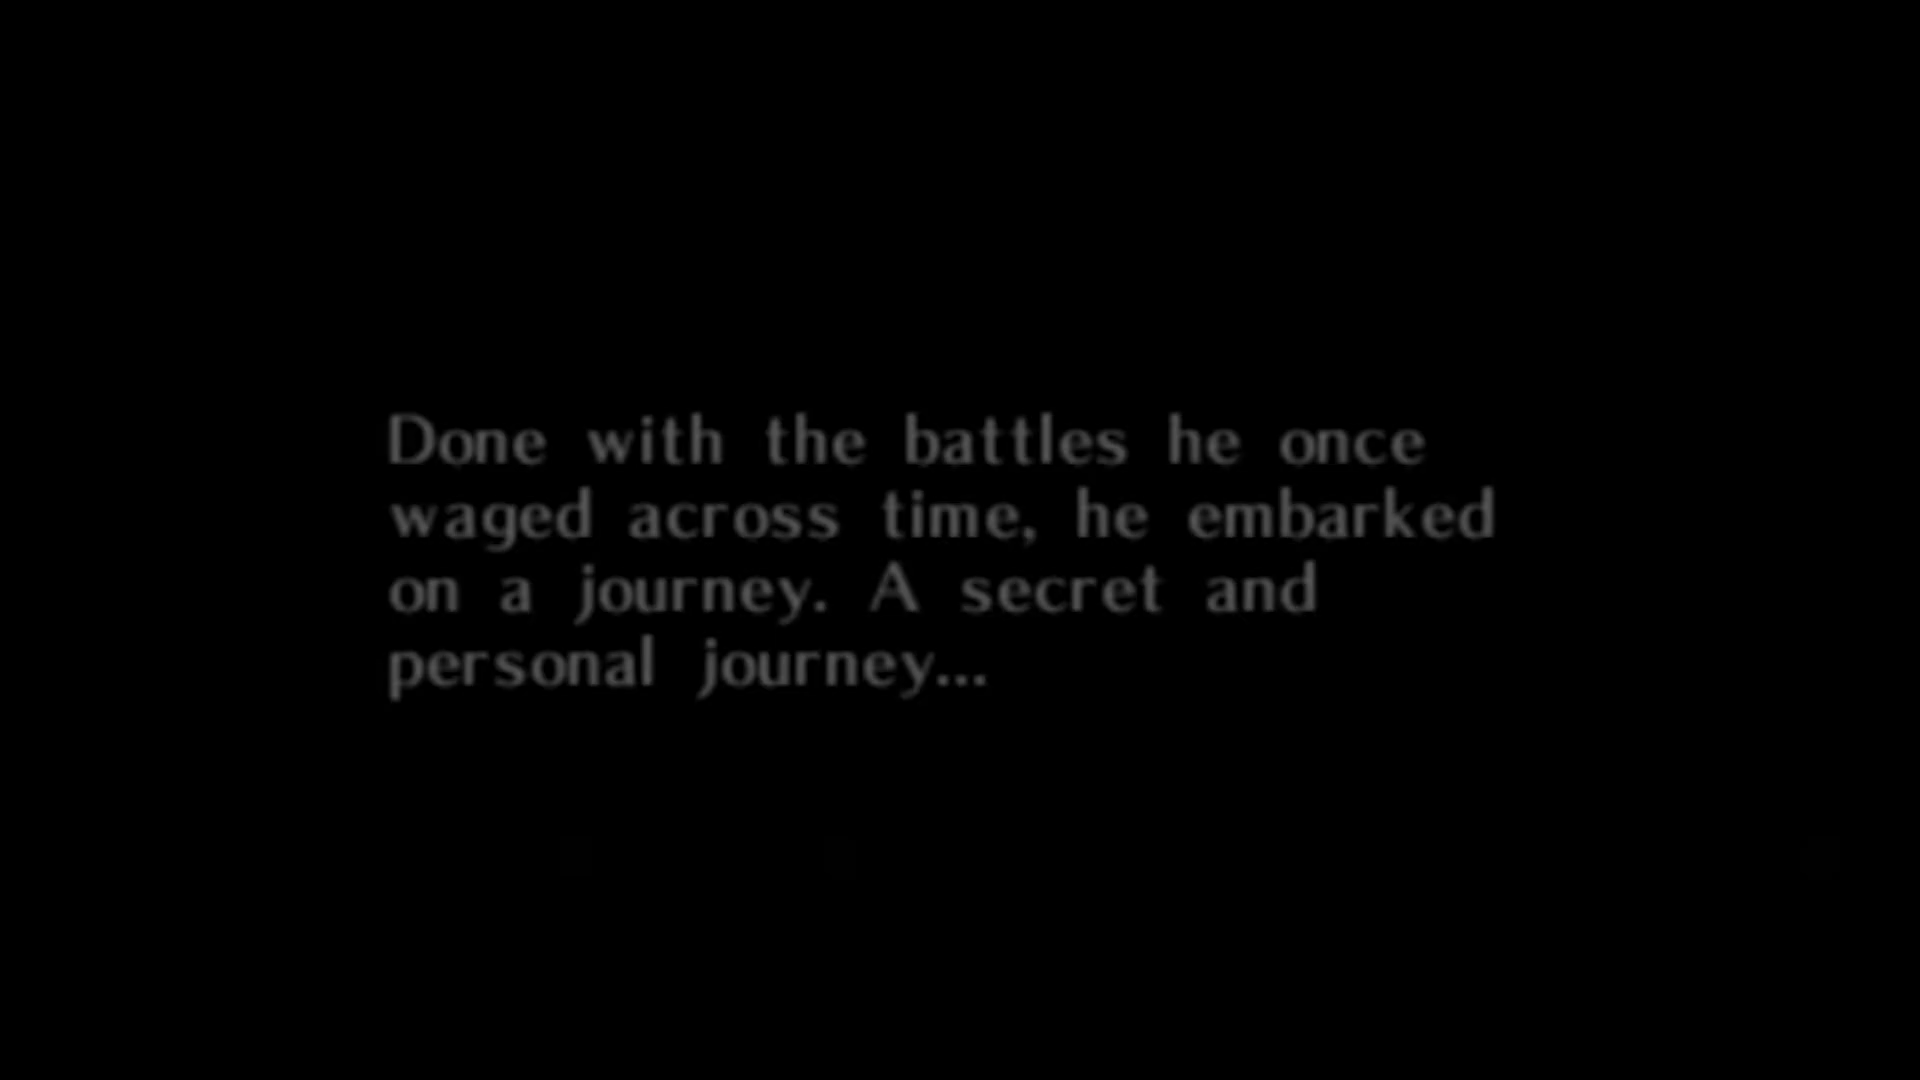 Done with the battles he once
waged across time, he embarked
on a journey. A secret and
personal journey...